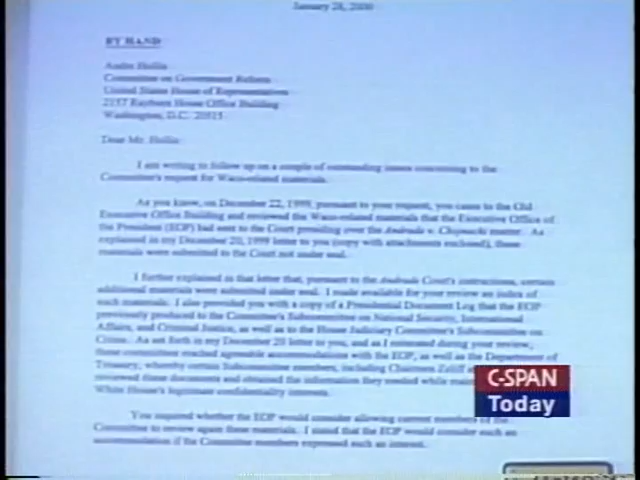 January 28, 2000
BY HAND
Andre Hollis
Committee on Government Reform
United States House of Representatives
2157 Rayburn House Office Building
Washington, D.C. 20515
Dear Mr. Hollis:
I am writing to follow up on a couple of outstanding issues concerning to the
Committee's request for Waco-related materials.
As you know, on December 22, 1999, pursuant to your request, you came to the Old
Executive Office Building and reviewed the Waco-related materials that the Executive Office of
the President (EOP) had sent to the Court presiding over the Andrade v. Chojnacki matter. As
explained in my December 20, 1999 letter to you (copy with attachments enclosed), these
materials were submitted to the Court not under seal.
I further explained in that letter that, pursuant to the Andrade Court's instructions, certain
additional materials were submitted under seal. I made available for your review an index of
such materials. I also provided you with a copy of a Presidential Document Log that the EOP
previously produced to the Committee's Subcommittee on National Security, International
Affairs, and Criminal Justice, as well as to the House Judiciary Committee's Subcommittee on
Crime. As set forth in my December 20 letter to you, and as I reiterated during your review,
these committees reached agreeable accommodations with the EOP, as well as the Department of
Treasury, whereby certain Subcommittee members, including Chairmen Zeliff
reviewed these documents and obtained the information they needed while
White House's legitimate confidentiality interests.
You inquired whether the EOP would consider allowing current members of the
Committee to review again these materials. I stated that the EOP would consider such an
accommodation if the Committee members expressed such an interest.
C-SPAN
Today